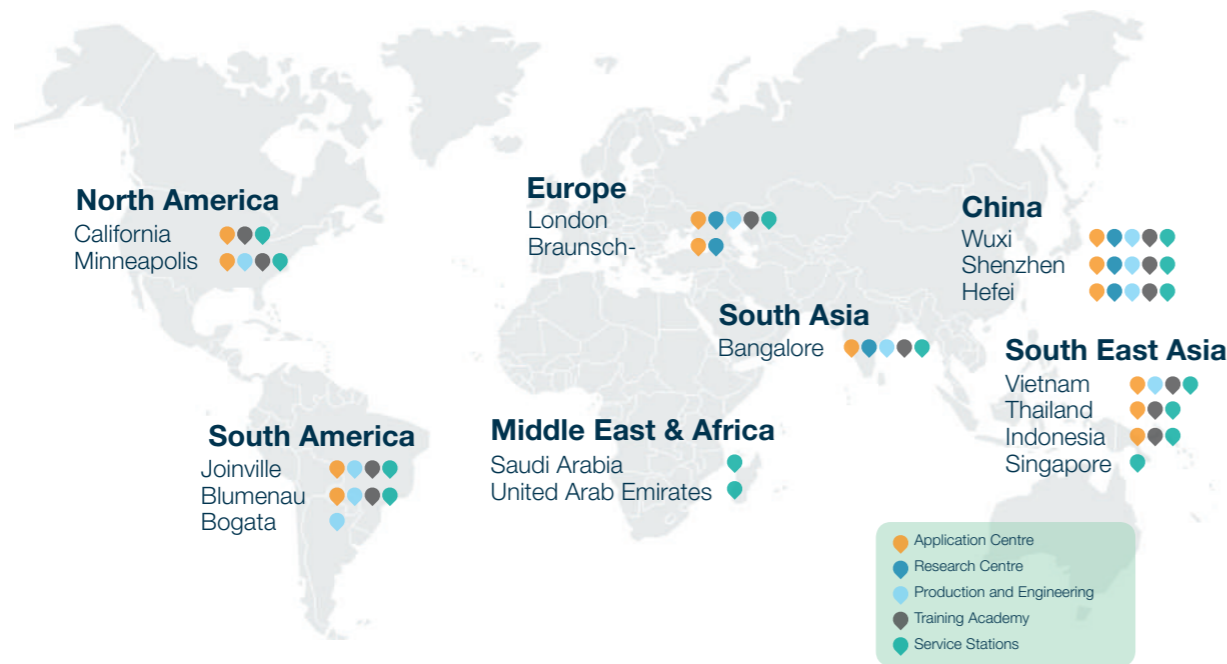 North America
California
Minneapolis
Europe
London
Braunsch-
China
Wuxi
Shenzhen
Hefei
South Asia
Bangalore
South East Asia
Vietnam
Thailand
Indonesia
Singapore
South America
Joinville
Blumenau
Bogata
Middle East & Africa
Saudi Arabia
United Arab Emirates
Application Centre
Research Centre
Production and Engineering
Training Academy
Service Stations